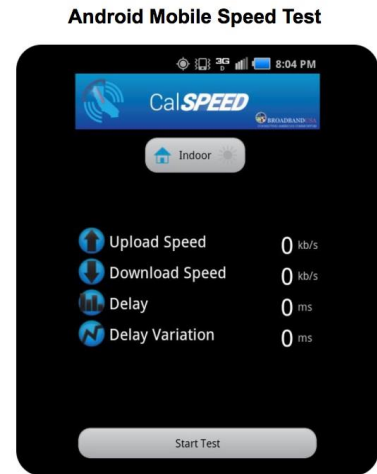 Android Mobile Speed Test
3G 8:04 PM
CalSPEED
BROADBANDUSA
Indoor
Upload Speed 0 kb/s
Download Speed 0 kb/s
Delay 0 ms
Delay Variation 0 ms
Start Test